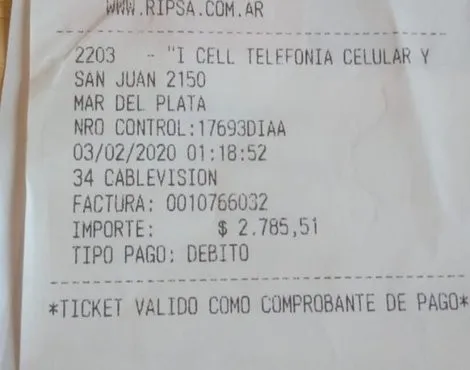 WWW.RIPSA.COM.AR
2203 - "I CELL TELEFONIA CELULAR Y
SAN JUAN 2150
MAR DEL PLATA
NRO CONTROL:17693DIAA
03/02/2020 01:18:52
34 CABLEVISION
FACTURA: 0010766032
IMPORTE: $ 2.785,51
TIPO PAGO: DEBITO
*TICKET VALIDO COMO COMPROBANTE DE PAGO*